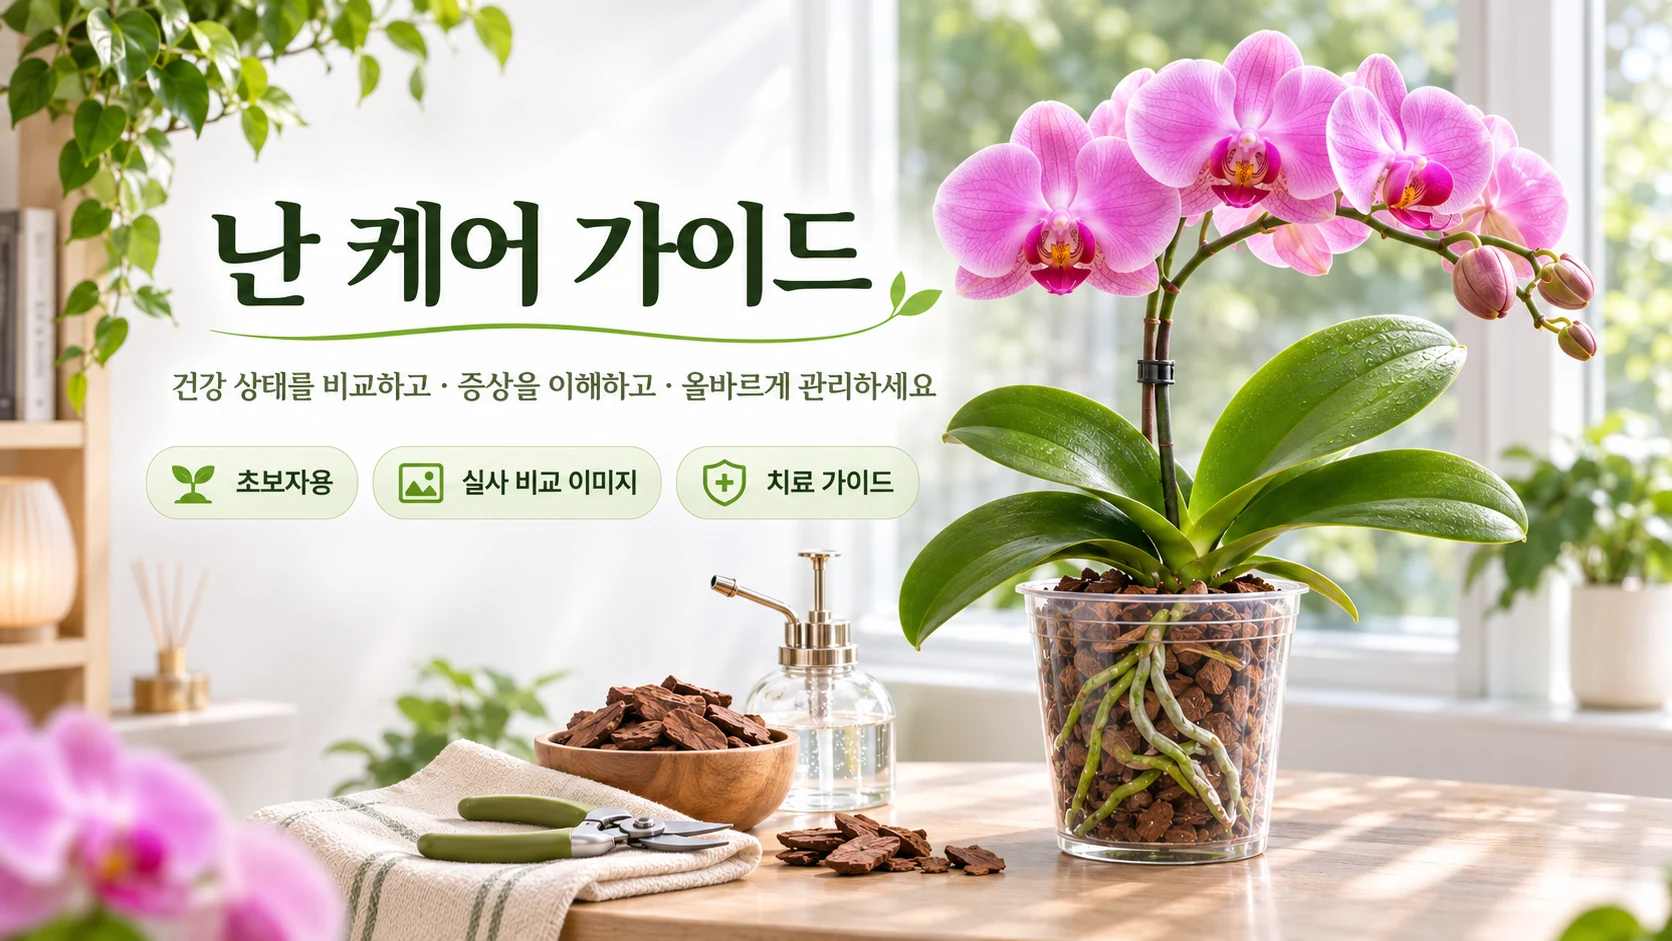 난 케어 가이드
건강 상태를 비교하고 · 증상을 이해하고 · 올바르게 관리하세요
초보자용
실사 비교 이미지
치료 가이드